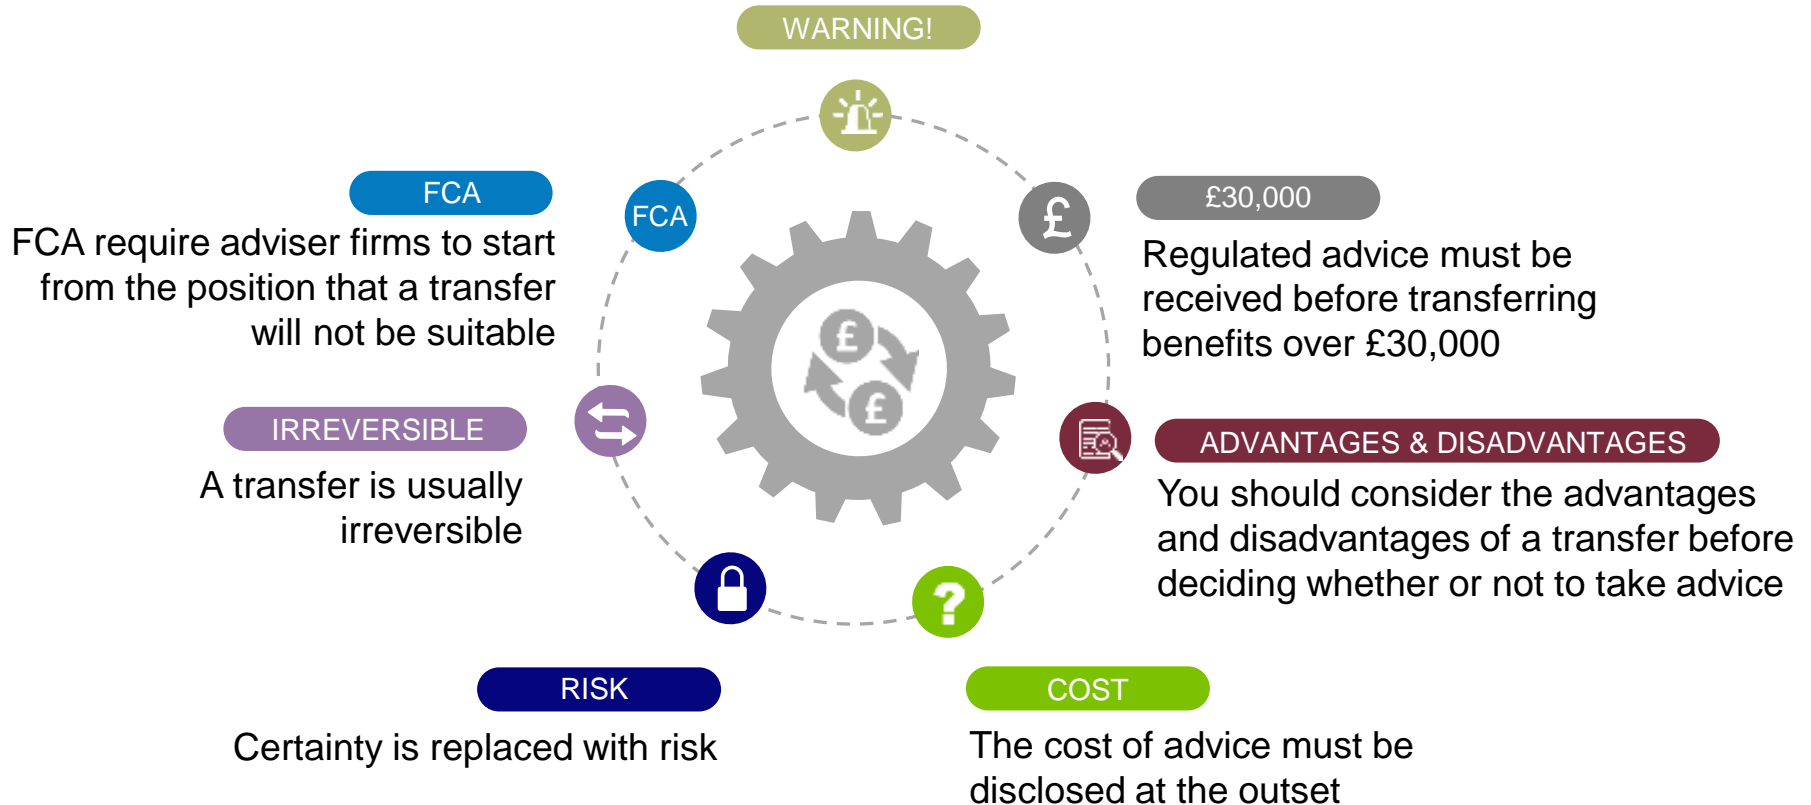 WARNING!
FCA
FCA require adviser firms to start
from the position that a transfer
will not be suitable
FCA
£
£30,000
Regulated advice must be
received before transferring
benefits over £30,000
£
£
IRREVERSIBLE
A transfer is usually
irreversible
ADVANTAGES & DISADVANTAGES
You should consider the advantages
and disadvantages of a transfer before
deciding whether or not to take advice
?
RISK
Certainty is replaced with risk
COST
The cost of advice must be
disclosed at the outset